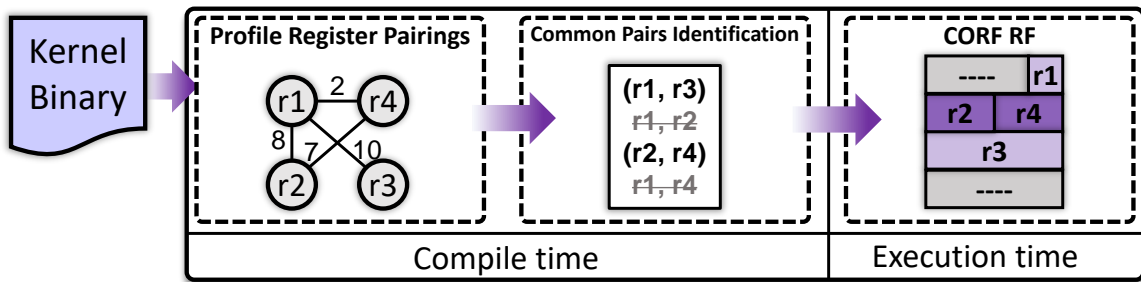 Kernel
Binary
Profile Register Pairings
r1
2
r4
8
7
10
r2
r3
Common Pairs Identification
(r1, r3)
r1, r2
(r2, r4)
r1, r4
CORF RF
----
r1
r2
r4
r3
----
Compile time
Execution time